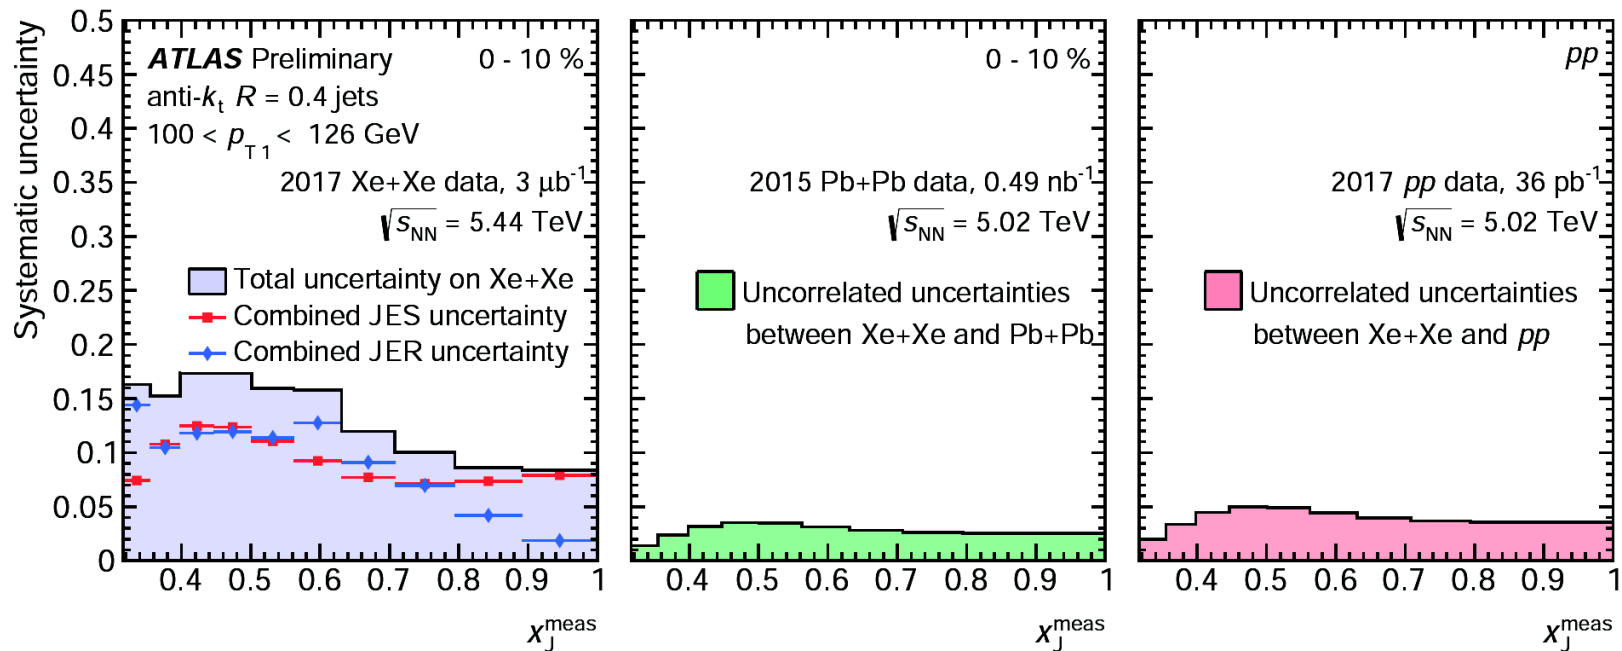 Systematic uncertainty
0.5
0.45
0.4
0.35
0.3
0.25
0.2
0.15
0.1
0.05
0
ATLAS Preliminary 0 - 10 %
anti-kt R = 0.4 jets
100 < pT 1 < 126 GeV
2017 Xe+Xe data, 3 μb-1
√sNN = 5.44 TeV
Total uncertainty on Xe+Xe
Combined JES uncertainty
Combined JER uncertainty
0.4 0.5 0.6 0.7 0.8 0.9 1
xJmeas
0 - 10 %
2015 Pb+Pb data, 0.49 nb-1
√sNN = 5.02 TeV
Uncorrelated uncertainties
between Xe+Xe and Pb+Pb
0.4 0.5 0.6 0.7 0.8 0.9 1
xJmeas
pp
2017 pp data, 36 pb-1
√sNN = 5.02 TeV
Uncorrelated uncertainties
between Xe+Xe and pp
0.4 0.5 0.6 0.7 0.8 0.9 1
xJmeas